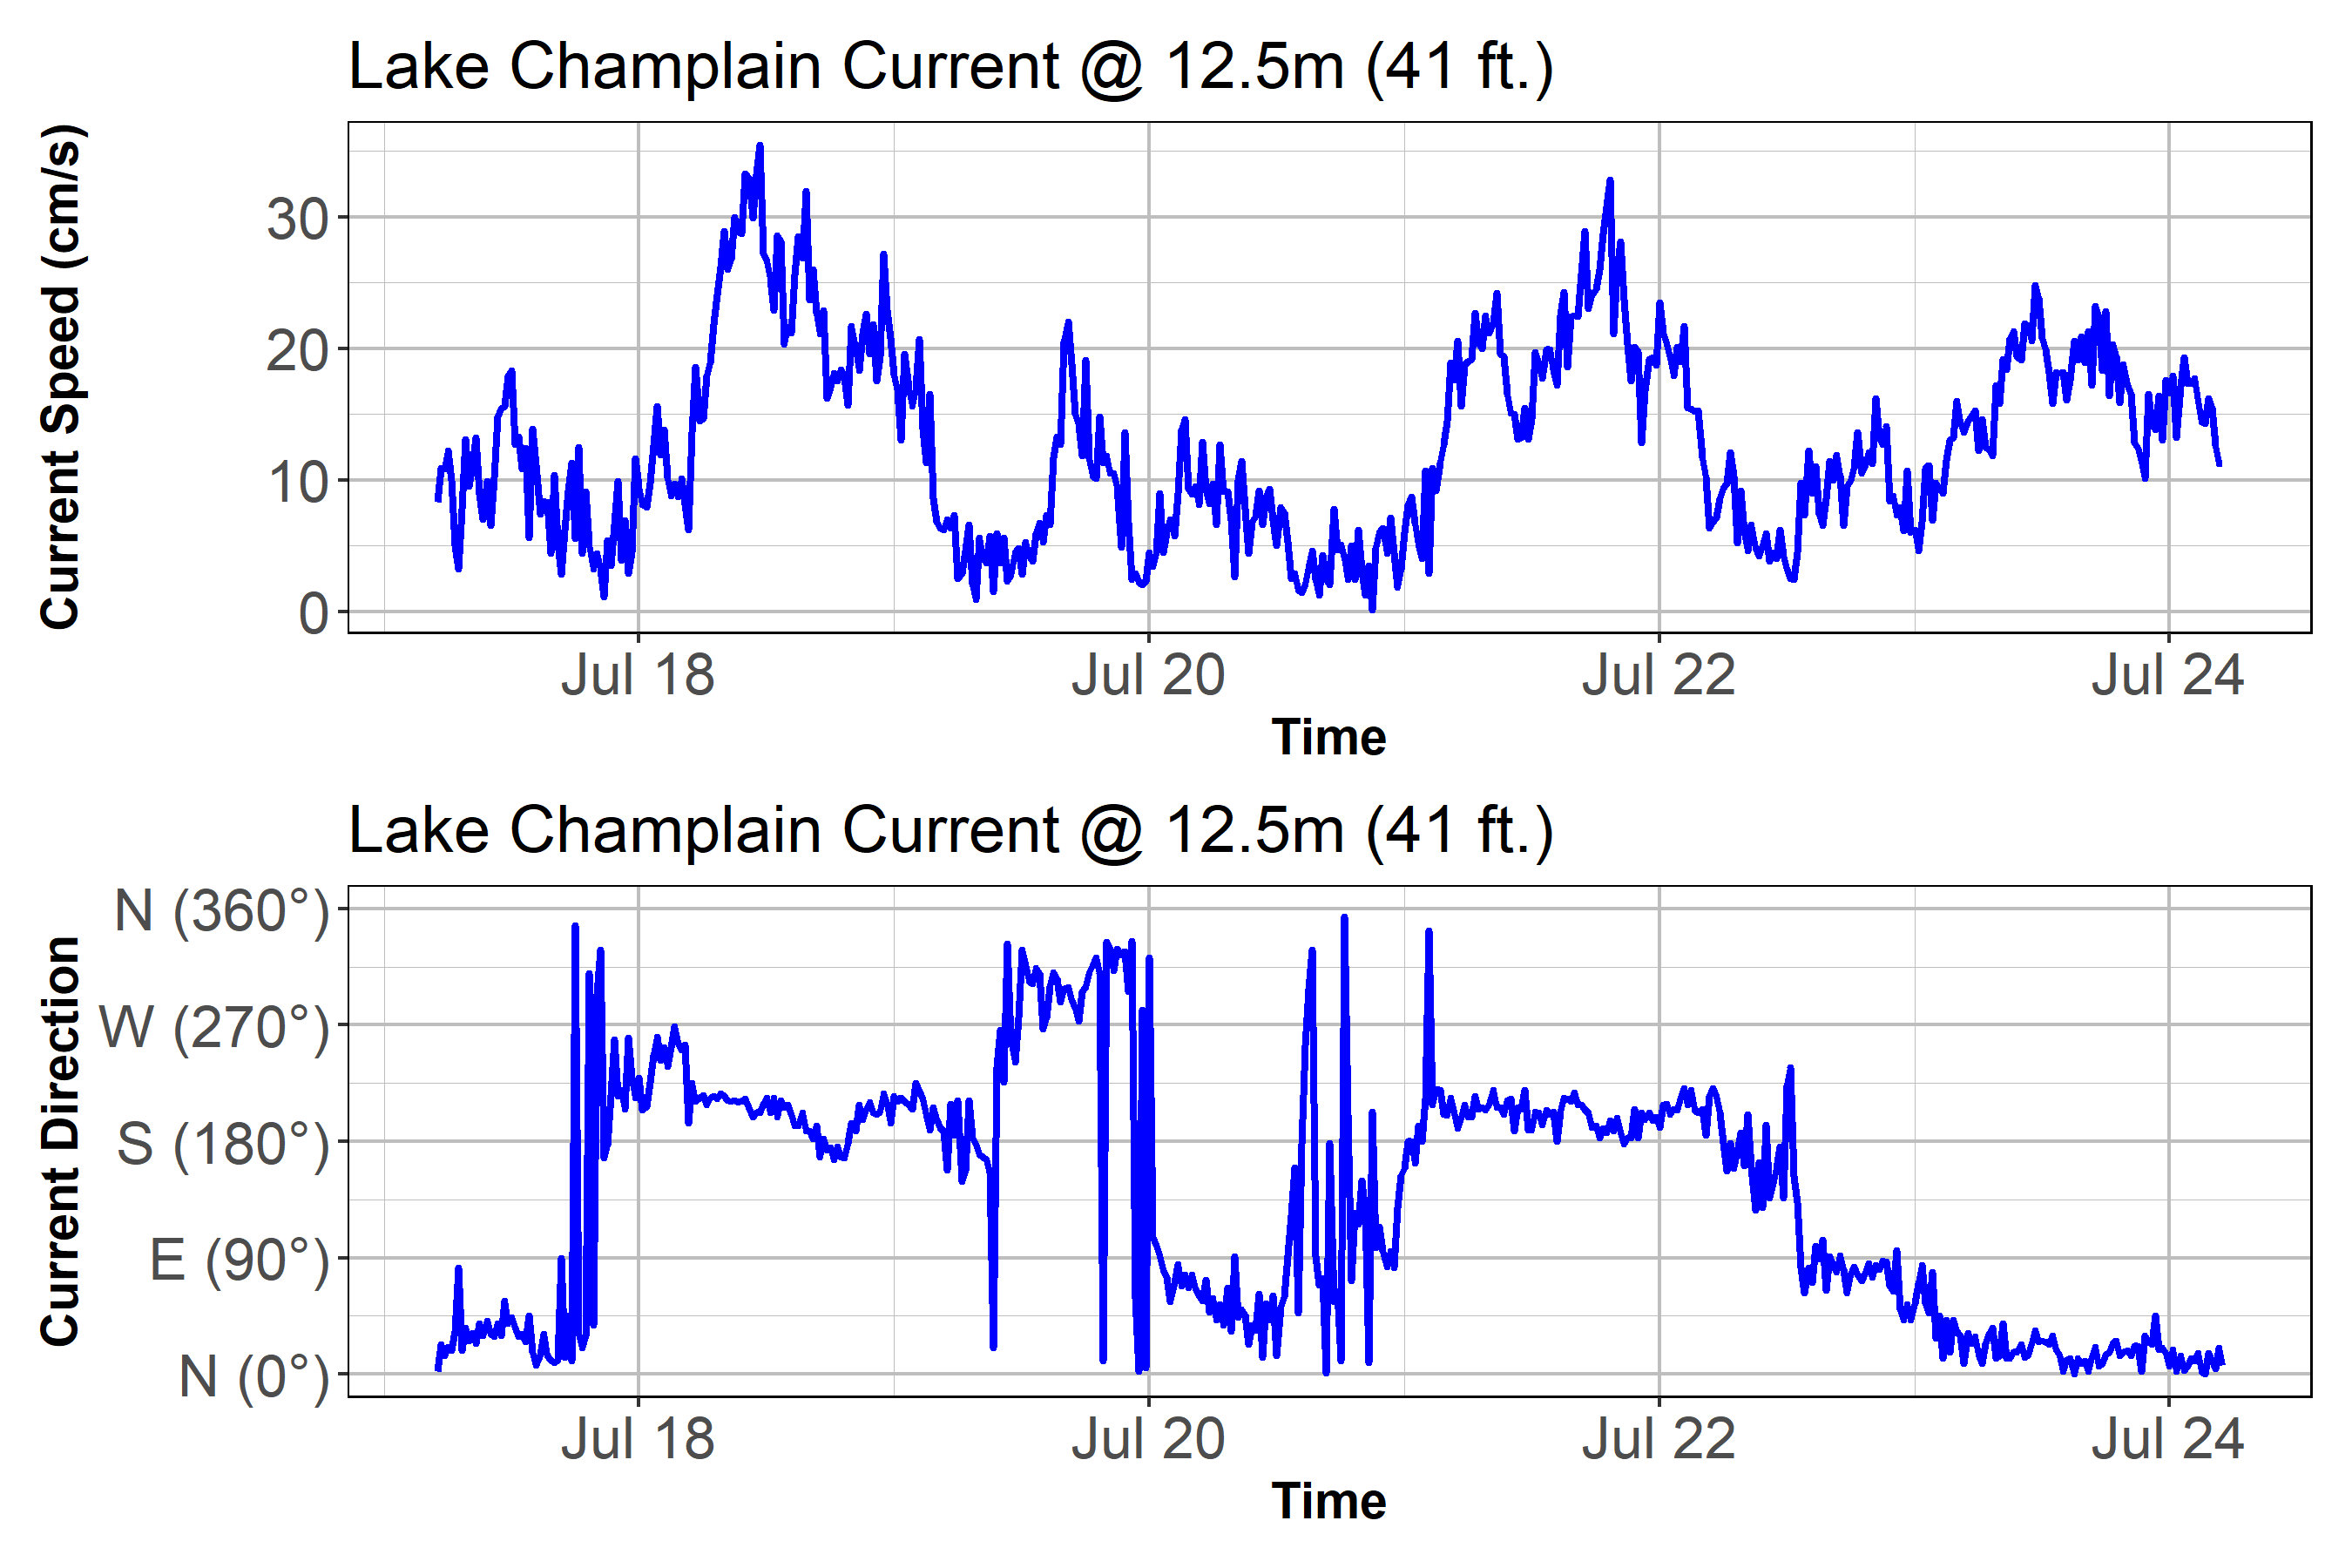 Lake Champlain Current @ 12.5m (41 ft.)
Current Speed (cm/s)
30
20
10
0
Jul 18 Jul 20 Jul 22 Jul 24
Time
Lake Champlain Current @ 12.5m (41 ft.)
Current Direction
N (360°)
W (270°)
S (180°)
E (90°)
N (0°)
Jul 18 Jul 20 Jul 22 Jul 24
Time